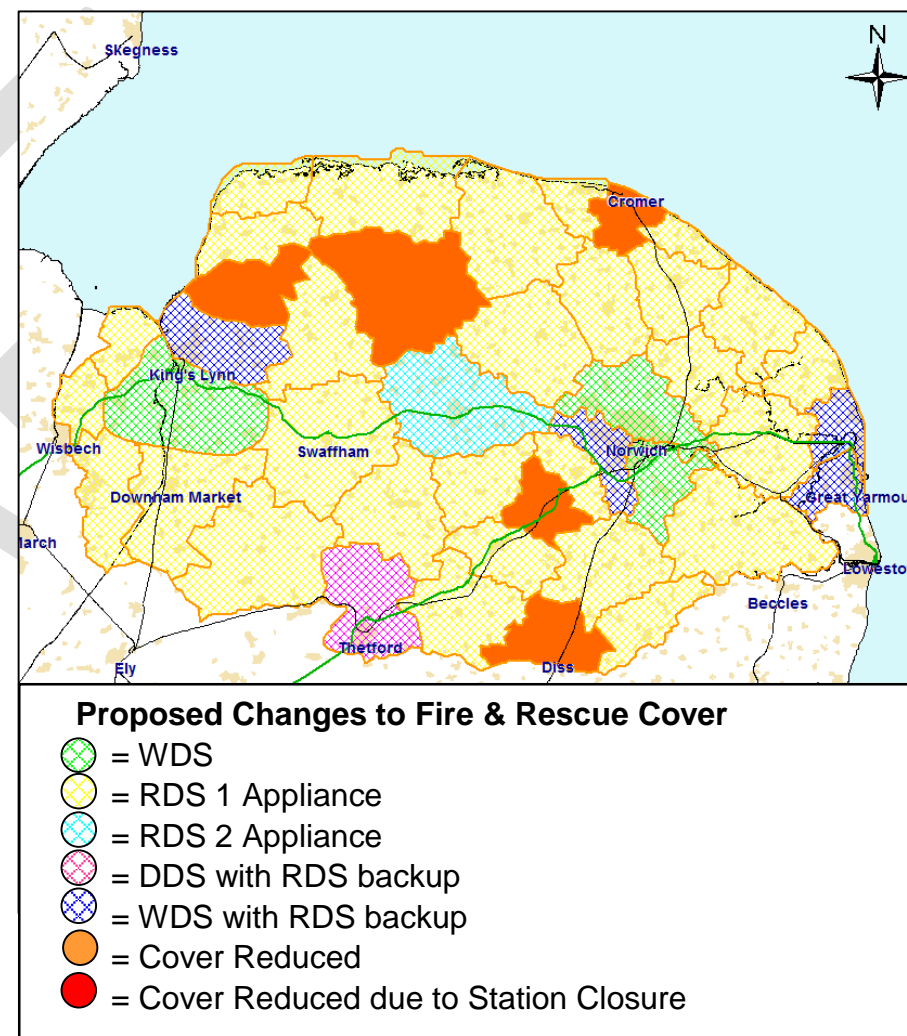 Skegness
N
Cromer
King's Lynn
Wisbech
Swaffham
Norwich
Downham Market
Great Yarmou
March
Lowesto
Beccles
Thetford
Ely
Diss
Proposed Changes to Fire & Rescue Cover
= WDS
= RDS 1 Appliance
= RDS 2 Appliance
= DDS with RDS backup
= WDS with RDS backup
= Cover Reduced
= Cover Reduced due to Station Closure